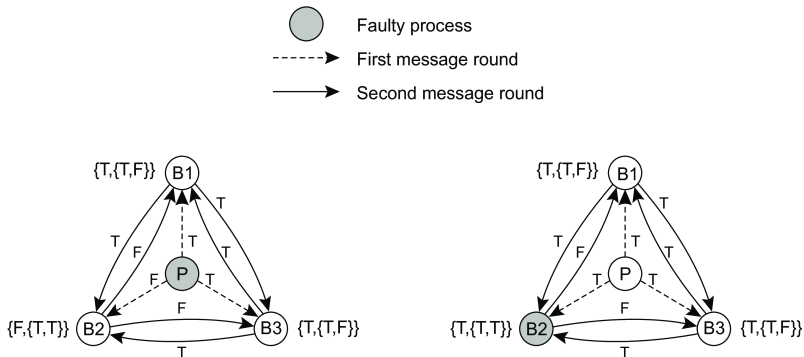 Faulty process
First message round
Second message round
{T,{T,F}} B1
T
T F T T
F P T
F
{F,{T,T}} B2 B3 {T,{T,F}}
T
{T,{T,F}} B1
T
T F T T
T P T
F
{T,{T,T}} B2 B3 {T,{T,F}}
T